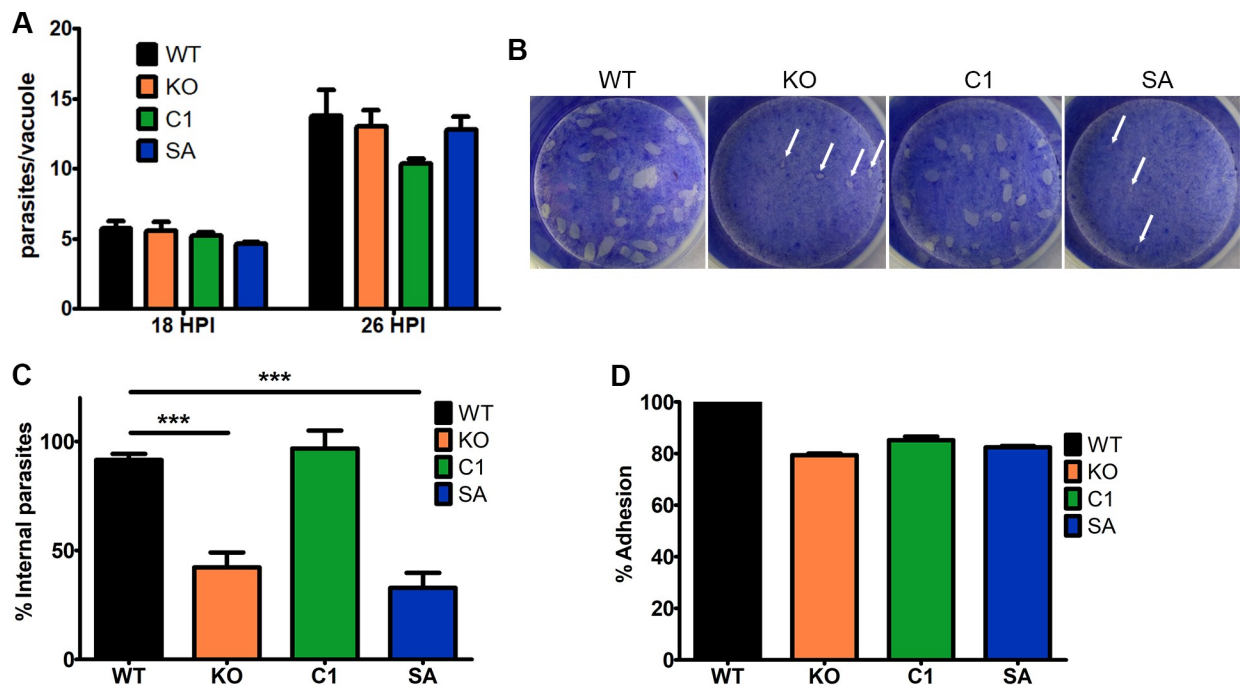 A
parasites/vacuole
20
15
10
5
0
WT
KO
C1
SA
18 HPI
26 HPI
B
WT
KO
C1
SA
C
% Internal parasites
100
50
0
***
***
WT
KO
C1
SA
WT
KO
C1
SA
D
% Adhesion
100
80
60
40
20
0
WT
KO
C1
SA
WT
KO
C1
SA